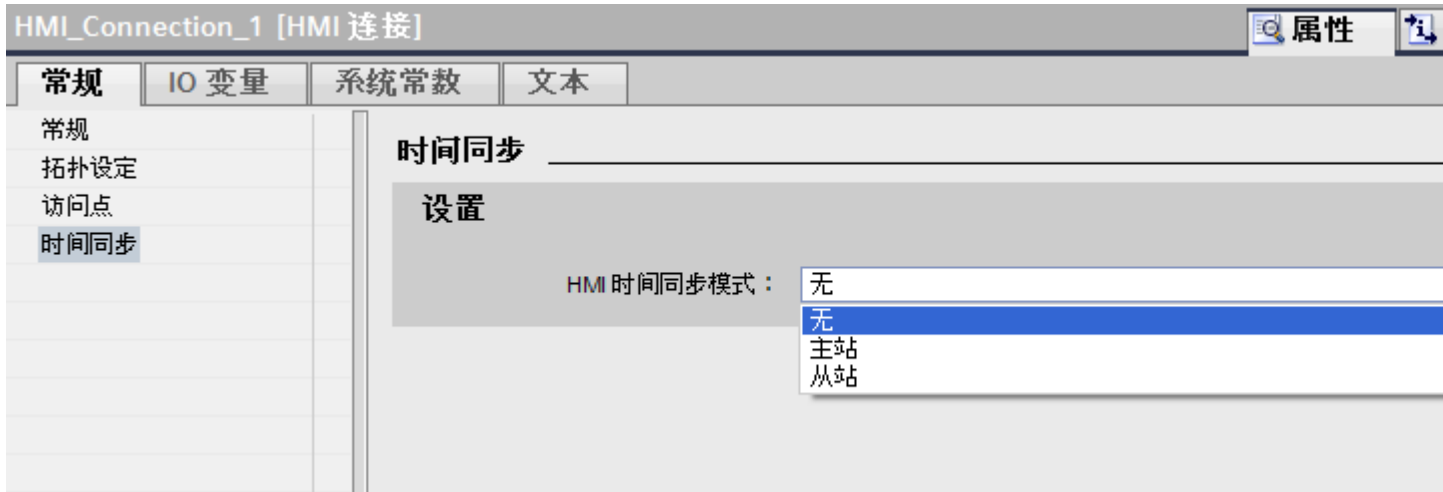 HMI_Connection_1 [HMI 连接]
属性
常规 IO 变量 系统常数 文本
常规
拓扑设定
访问点
时间同步
时间同步
设置
HMI 时间同步模式： 无
无
主站
从站